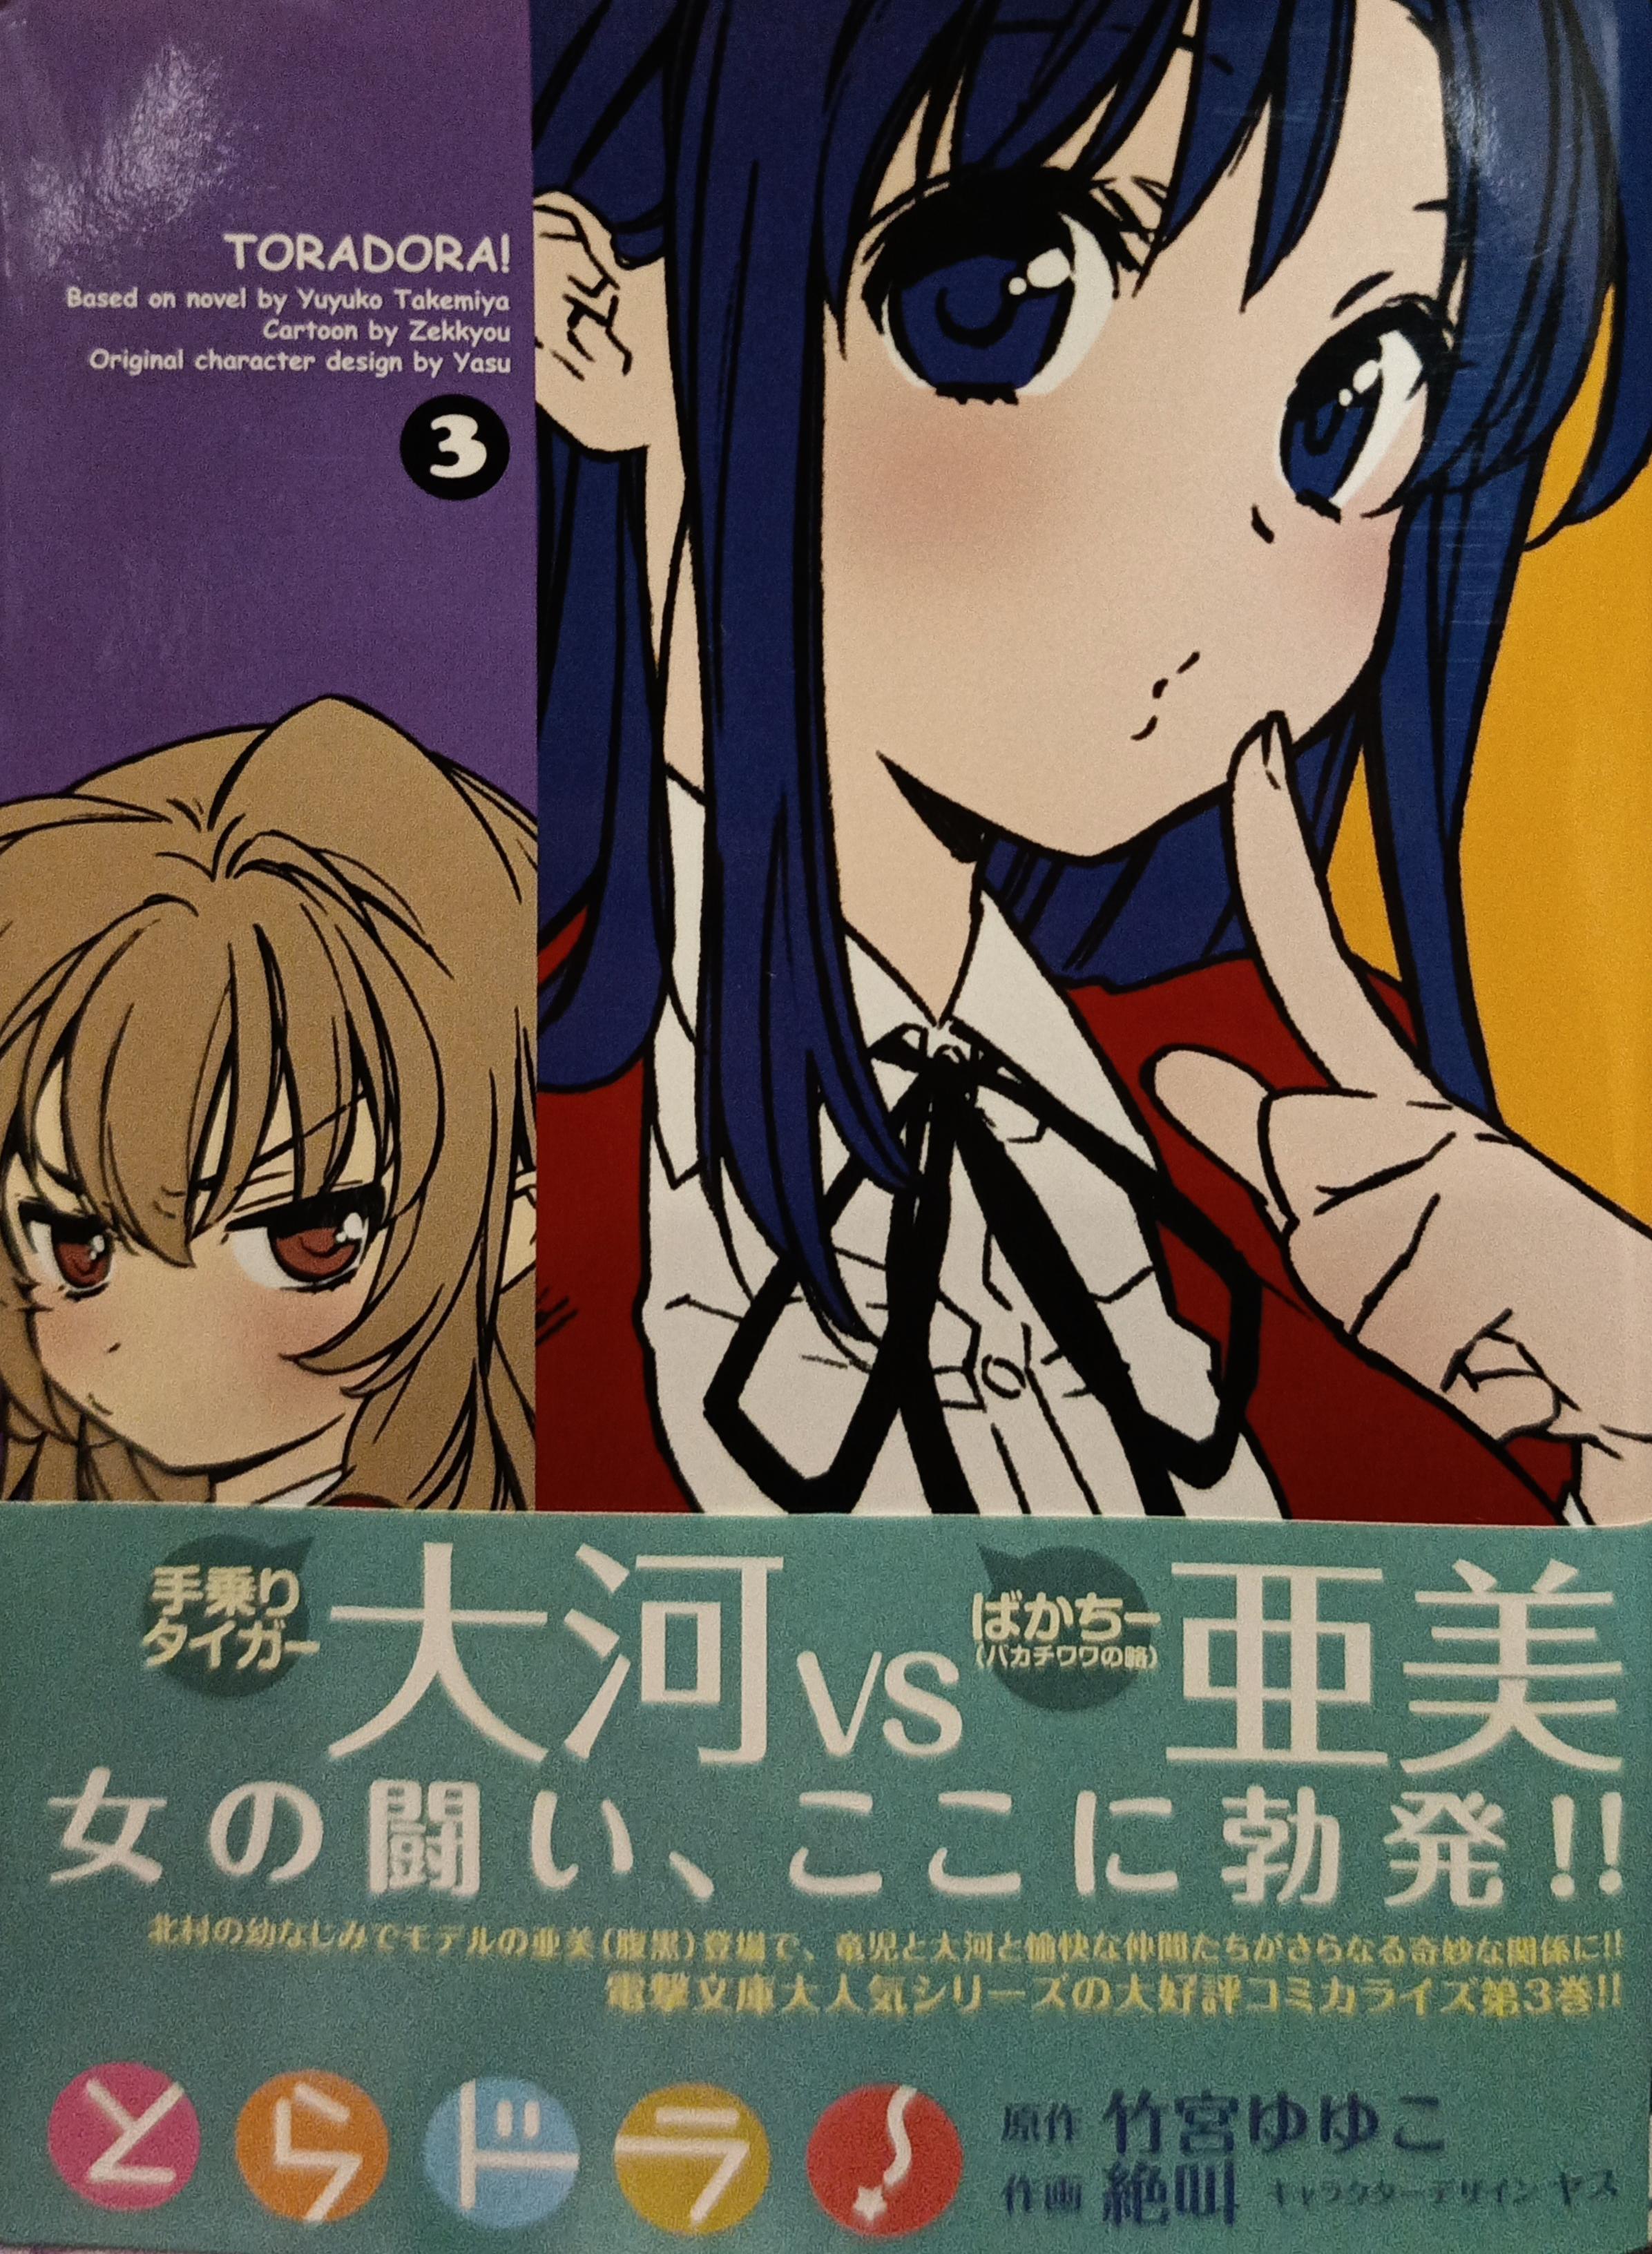 TORADORA!
Based on novel by Yuyuko Takemiya
Cartoon by Zekkyou
Original character design by Yasu
3
手乗り
タイガー
大河vs
ばかちー
(バカチワワの略)
亜美
女の闘い、ここに勃発!!
北村の幼なじみでモデルの亜美(腹黒)登場で、竜児と大河と愉快な仲間たちがさらなる奇妙な関係に!!
電撃文庫大人気シリーズの大好評コミカライズ第3巻!!
とらドラ!
原作 竹宮ゆゆこ
作画 絶叫 キャラクターデザイン ヤス